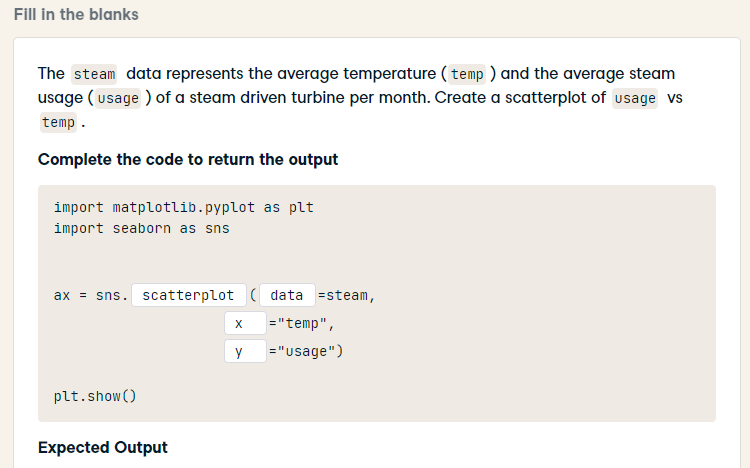 Fill in the blanks
The steam data represents the average temperature ( temp ) and the average steam
usage ( usage ) of a steam driven turbine per month. Create a scatterplot of usage vs
temp .
Complete the code to return the output
import matplotlib.pyplot as plt
import seaborn as sns
ax = sns. scatterplot ( data =steam,
x ="temp",
y ="usage")
plt.show()
Expected Output